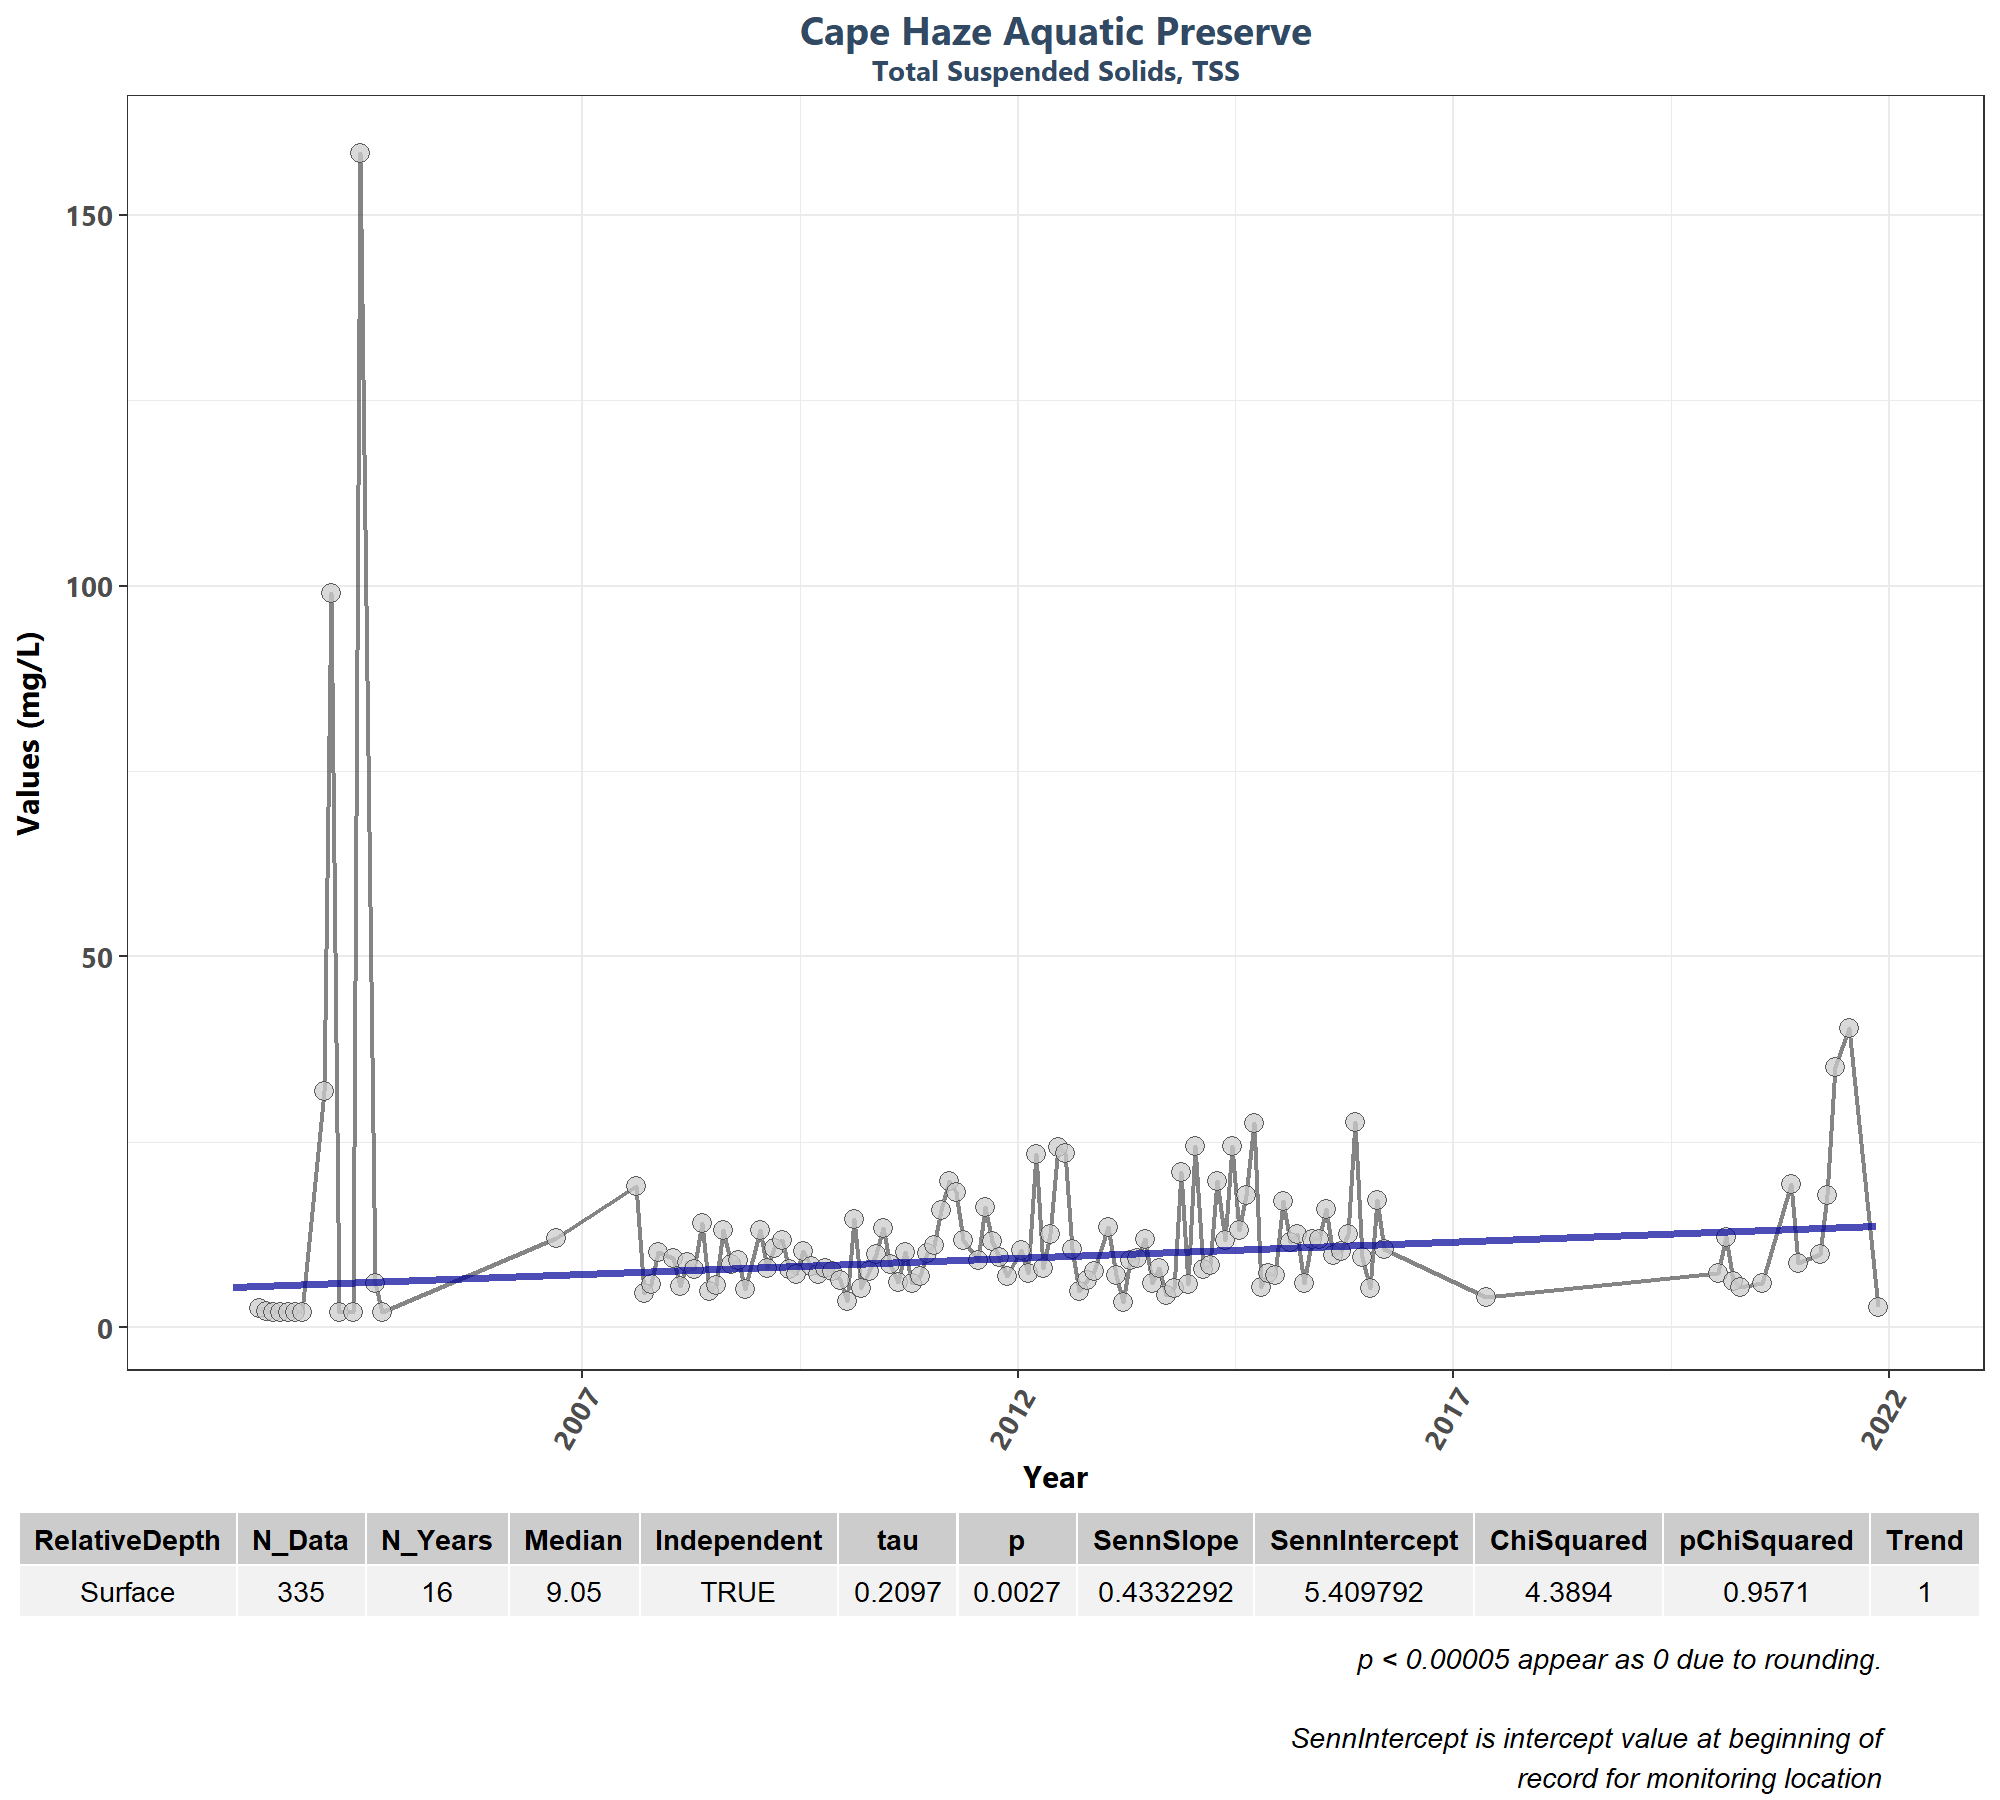 Cape Haze Aquatic Preserve
Total Suspended Solids, TSS
Values (mg/L)
150
100
50
0
2007
2012
2017
2022
Year
RelativeDepth N_Data N_Years Median Independent tau p SennSlope SennIntercept ChiSquared pChiSquared Trend
Surface 335 16 9.05 TRUE 0.2097 0.0027 0.4332292 5.409792 4.3894 0.9571 1
p < 0.00005 appear as 0 due to rounding.
SennIntercept is intercept value at beginning of
record for monitoring location